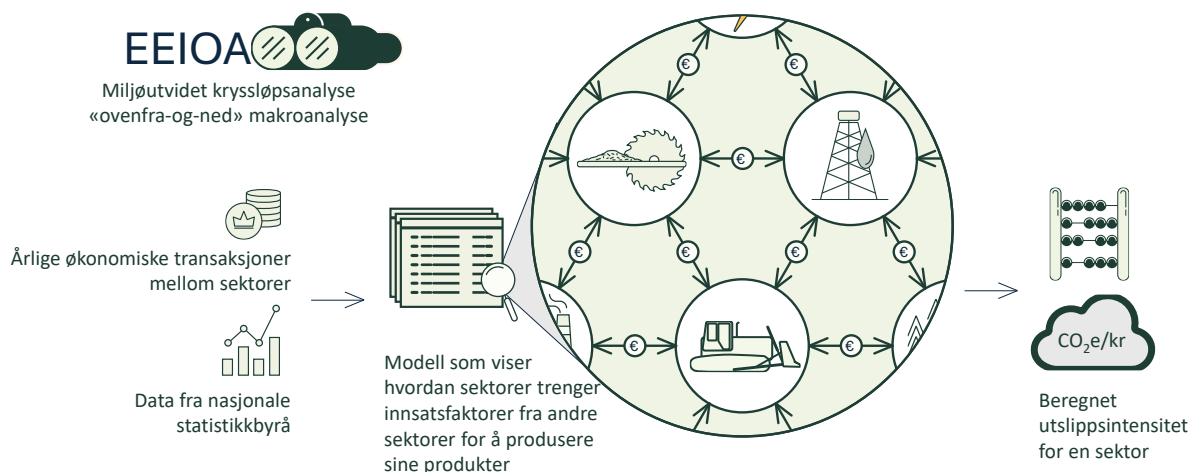 EEIOA
Miljøutvidet kryssløpsanalyse
«ovenfra-og-ned» makroanalyse
Årlige økonomiske transaksjoner
mellom sektorer
Data fra nasjonale
statistikkbyrå
Modell som viser
hvordan sektorer trenger
innsatsfaktorer fra andre
sektorer for å produsere
sine produkter
€
€
€
€
€
€
€
€
€
CO₂e/kr
Beregnet
utslippsintensitet
for en sektor